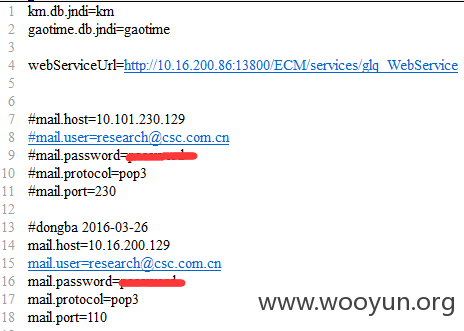 1 km.db.jndi=km
2 gaotime.db.jndi=gaotime
3
4 webServiceUrl=http://10.16.200.86:13800/ECM/services/glq_WebService
5
6
7 #mail.host=10.101.230.129
8 #mail.user=research@csc.com.cn
9 #mail.password=
10 #mail.protocol=pop3
11 #mail.port=230
12
13 #dongba 2016-03-26
14 mail.host=10.16.200.129
15 mail.user=research@csc.com.cn
16 mail.password=
17 mail.protocol=pop3
18 mail.port=110
www.wooyun.org